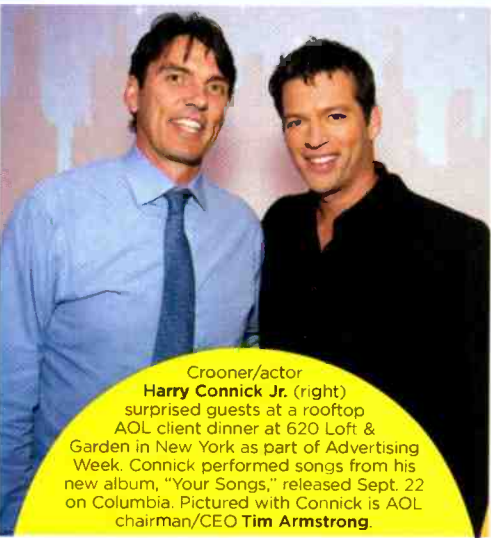 Crooner/actor
Harry Connick Jr. (right)
surprised guests at a rooftop
AOL client dinner at 620 Loft &
Garden in New York as part of Advertising
Week. Connick performed songs from his
new album, "Your Songs," released Sept. 22
on Columbia. Pictured with Connick is AOL
chairman/CEO Tim Armstrong.